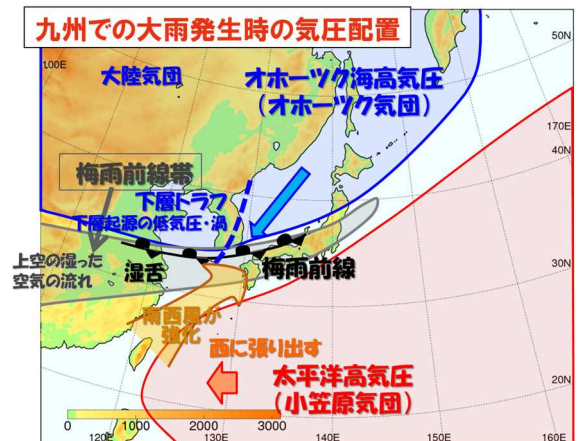 九州での大雨発生時の気圧配置
50N
100E
大陸気団
オホーツク海高気圧
(オホーツク気団)
170E
40N
梅雨前線帯
下層トラフ
下層起源の低気圧・渦
上空の湿った
空気の流れ
湿舌
梅雨前線
30N
南西風が
強化
西に張り出す
太平洋高気圧
(小笠原気団)
20N
0
1000
2000
3000
120E
130E
140E
150E
160E